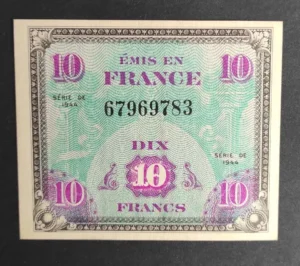 10 ÉMIS EN 10
FRANCE
67969783
SÉRIE DE
1944
SÉRIE DE
1944
DIX
10 10 10
FRANCS